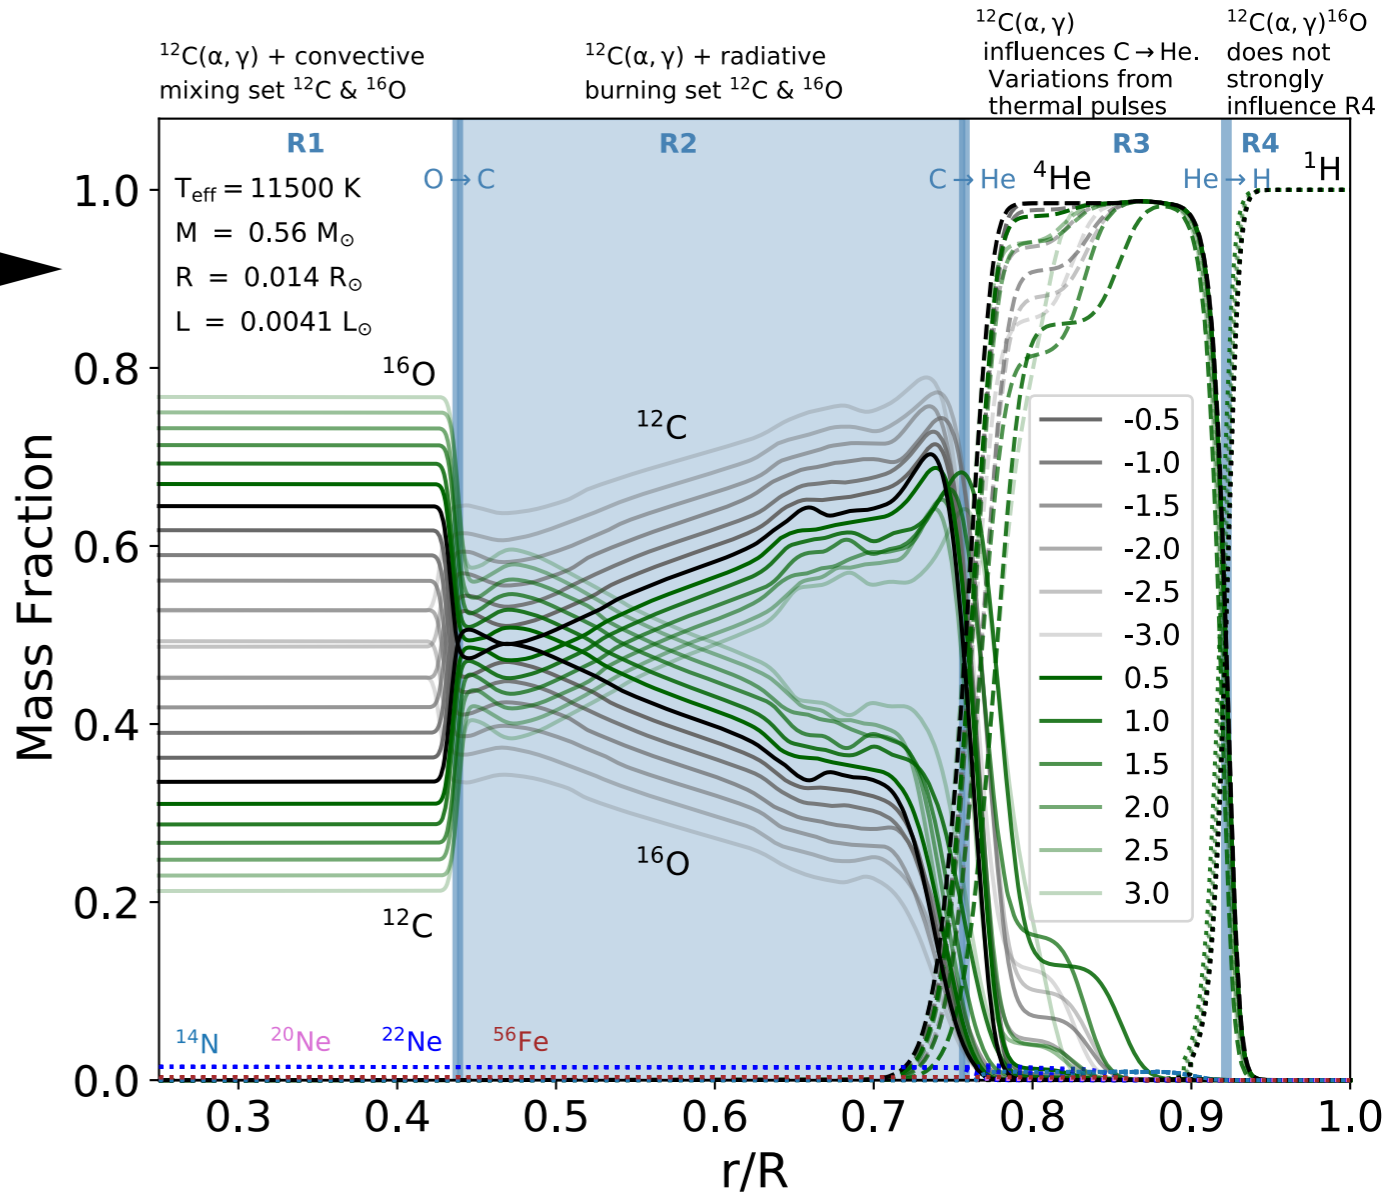 ¹²C(α, γ) + convective
mixing set ¹²C & ¹⁶O
¹²C(α, γ) + radiative
burning set ¹²C & ¹⁶O
¹²C(α, γ)
influences C→He.
Variations from
thermal pulses
¹²C(α, γ)¹⁶O
does not
strongly
influence R4
R1
R2
R3
R4
O→C
C→He
He→H
T_eff = 11500 K
M = 0.56 M☉
R = 0.014 R☉
L = 0.0041 L☉
⁴He
¹H
¹⁶O
¹²C
¹⁶O
¹²C
-0.5
-1.0
-1.5
-2.0
-2.5
-3.0
0.5
1.0
1.5
2.0
2.5
3.0
¹⁴N
²⁰Ne
²²Ne
⁵⁶Fe
Mass Fraction
1.0
0.8
0.6
0.4
0.2
0.0
0.3
0.4
0.5
0.6
0.7
0.8
0.9
1.0
r/R